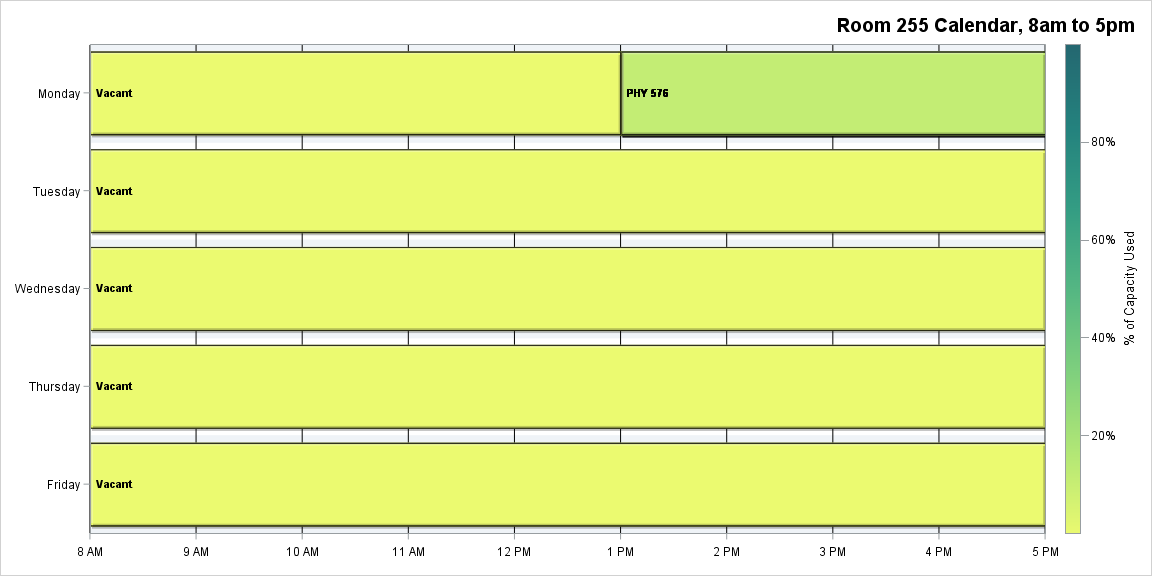 Room 255 Calendar, 8am to 5pm
Monday
Vacant
PHY 576
Tuesday
Vacant
Wednesday
Vacant
Thursday
Vacant
Friday
Vacant
8 AM 9 AM 10 AM 11 AM 12 PM 1 PM 2 PM 3 PM 4 PM 5 PM
80%
60%
40%
20%
% of Capacity Used